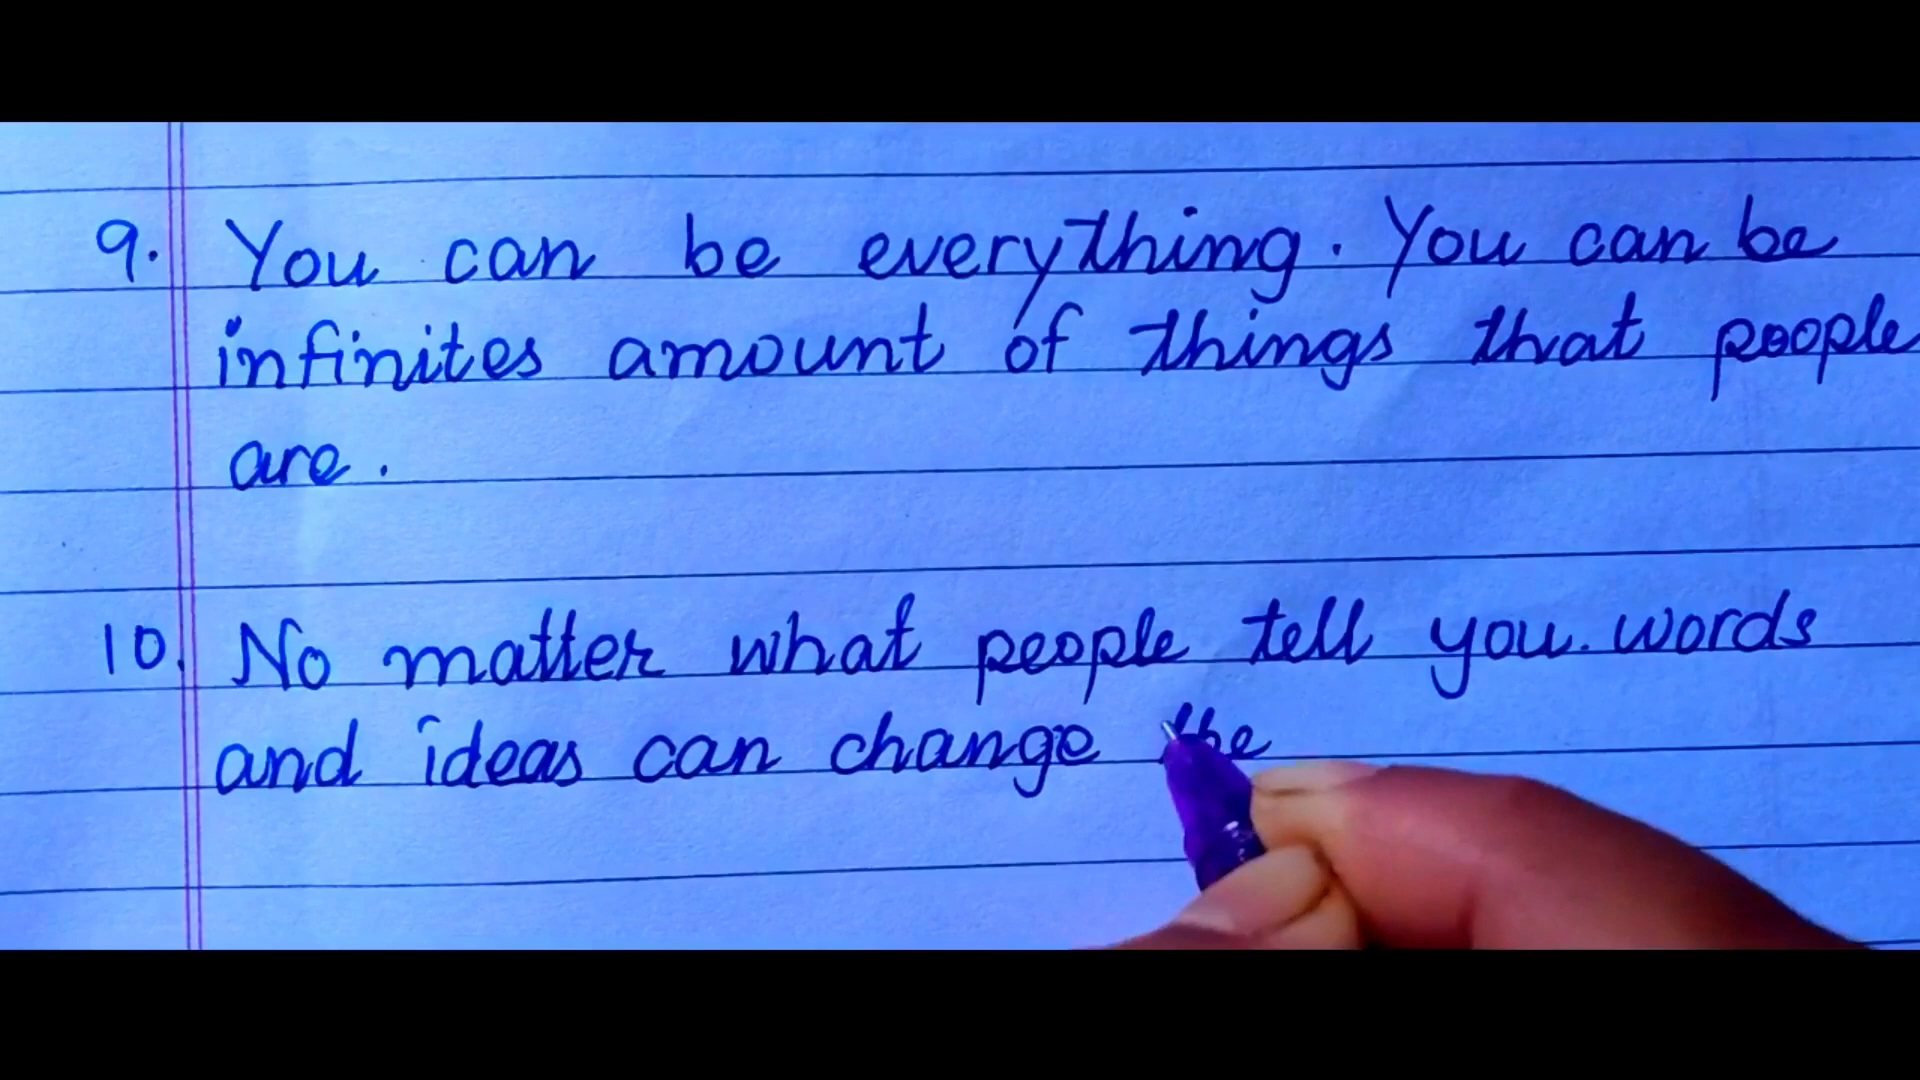 9. You can be everything. You can be
infinites amount of things that people
are.
10. No matter what people tell you. words
and ideas can change the